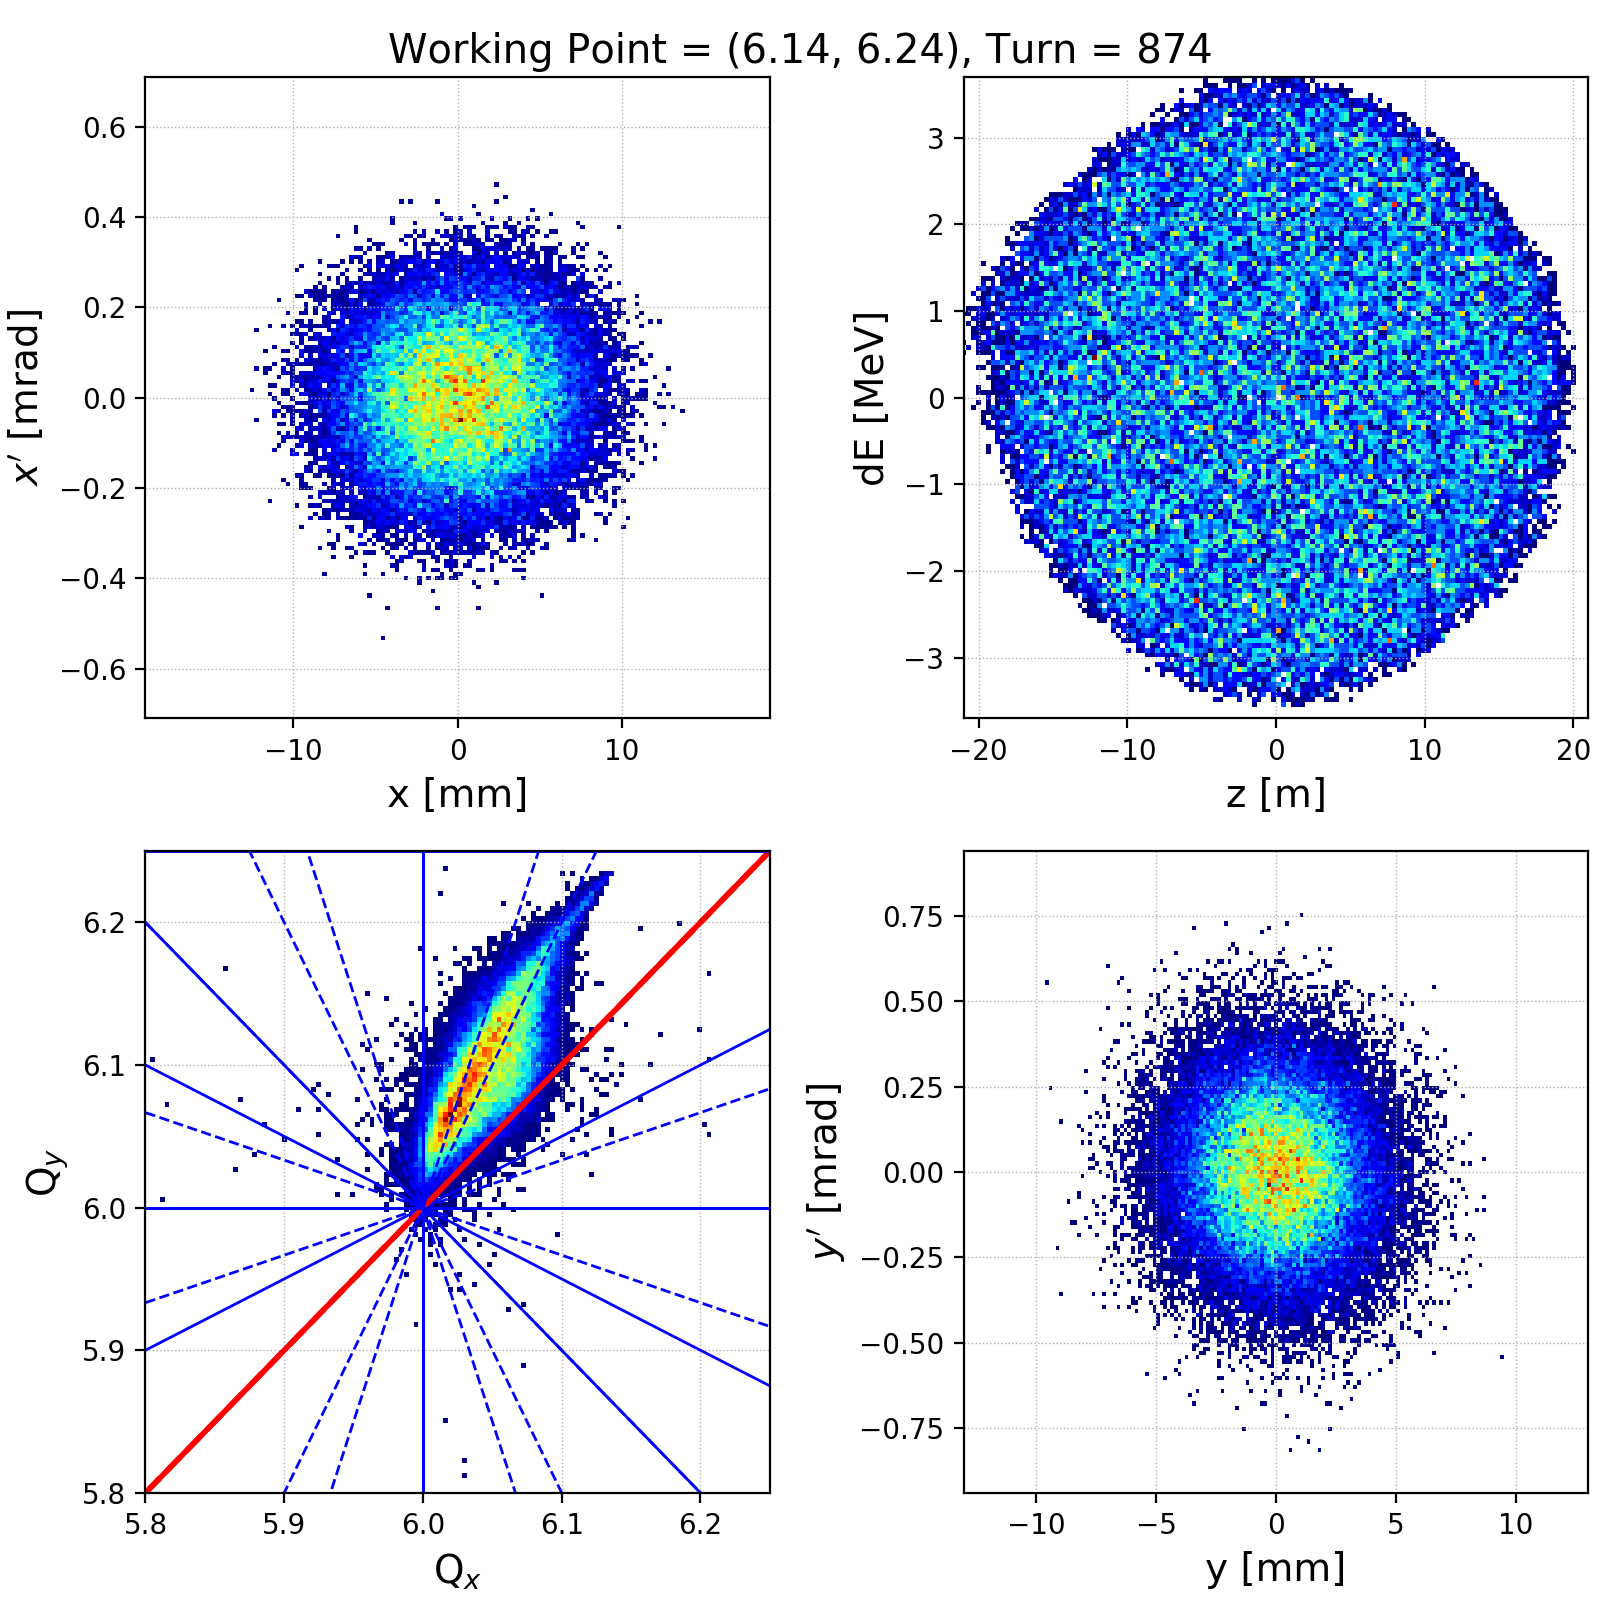 Working Point = (6.14, 6.24), Turn = 874
0.6
0.4
0.2
0.0
−0.2
−0.4
−0.6
x′ [mrad]
−10 0 10
x [mm]
3
2
1
0
−1
−2
−3
dE [MeV]
−20 −10 0 10 20
z [m]
6.2
6.1
6.0
5.9
5.8
Qy
5.8 5.9 6.0 6.1 6.2
Qx
0.75
0.50
0.25
0.00
−0.25
−0.50
−0.75
y′ [mrad]
−10 −5 0 5 10
y [mm]